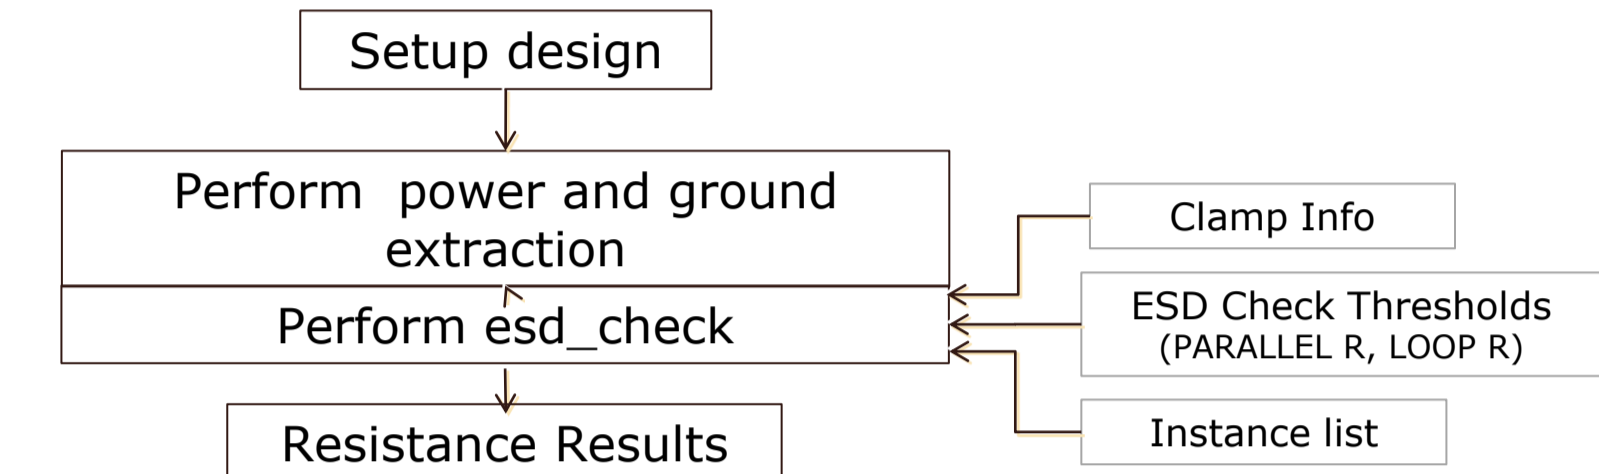 Setup design
Perform  power and ground
extraction
Perform esd_check
Resistance Results
Clamp Info
ESD Check Thresholds
(PARALLEL R, LOOP R)
Instance list